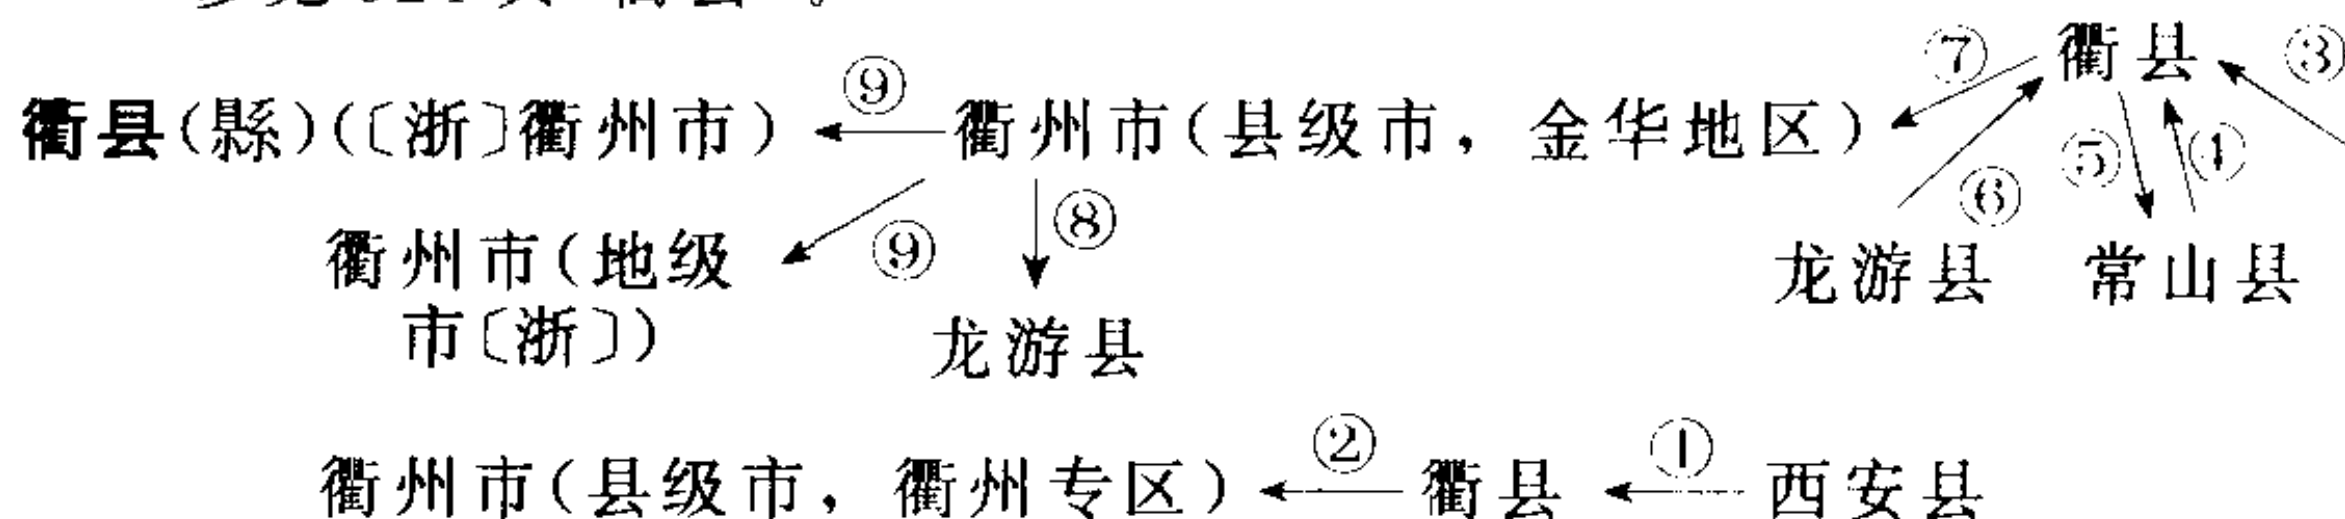 ⑦ 衢县 ③
衢县(縣)(〔浙〕衢州市) ⑨ 衢州市(县级市，金华地区)
⑤ ④
⑥
⑨ ⑧
衢州市(地级 龙游县 常山县
市〔浙〕) 龙游县
② ①
衢州市(县级市，衢州专区) 衢县 西安县